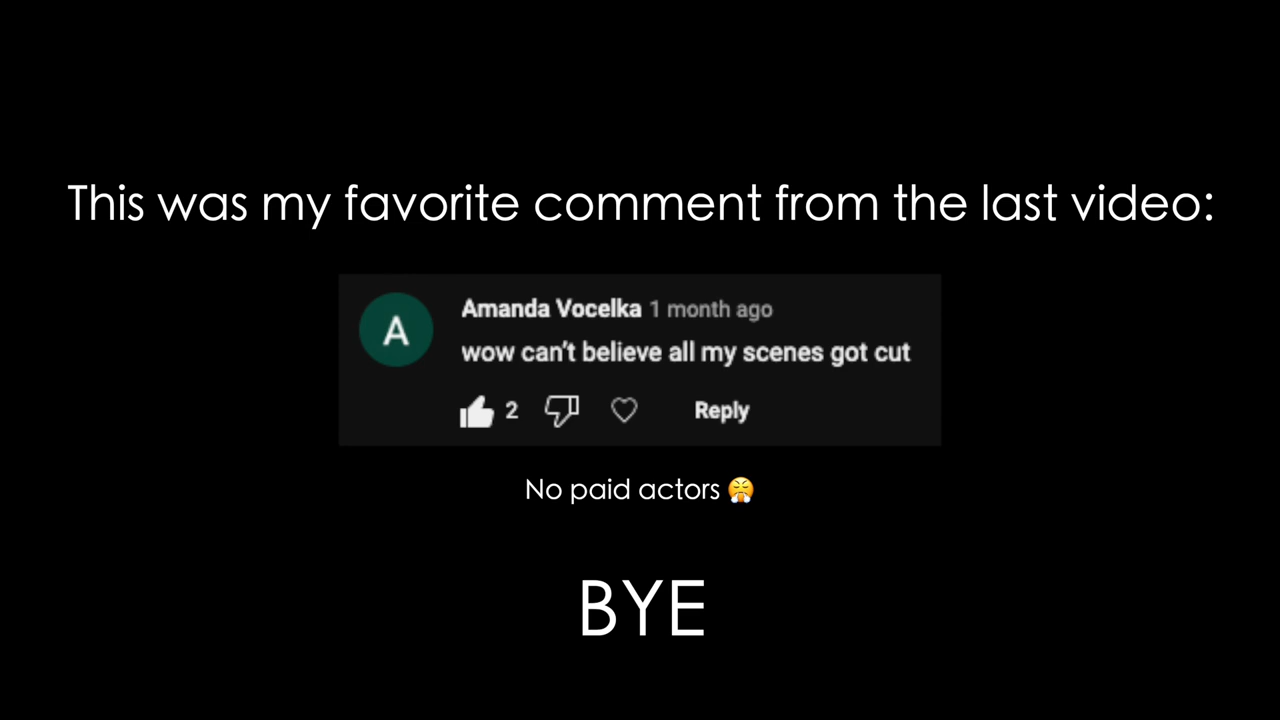 This was my favorite comment from the last video:
A
Amanda Vocelka 1 month ago
wow can't believe all my scenes got cut
2 Reply
No paid actors 😤
BYE